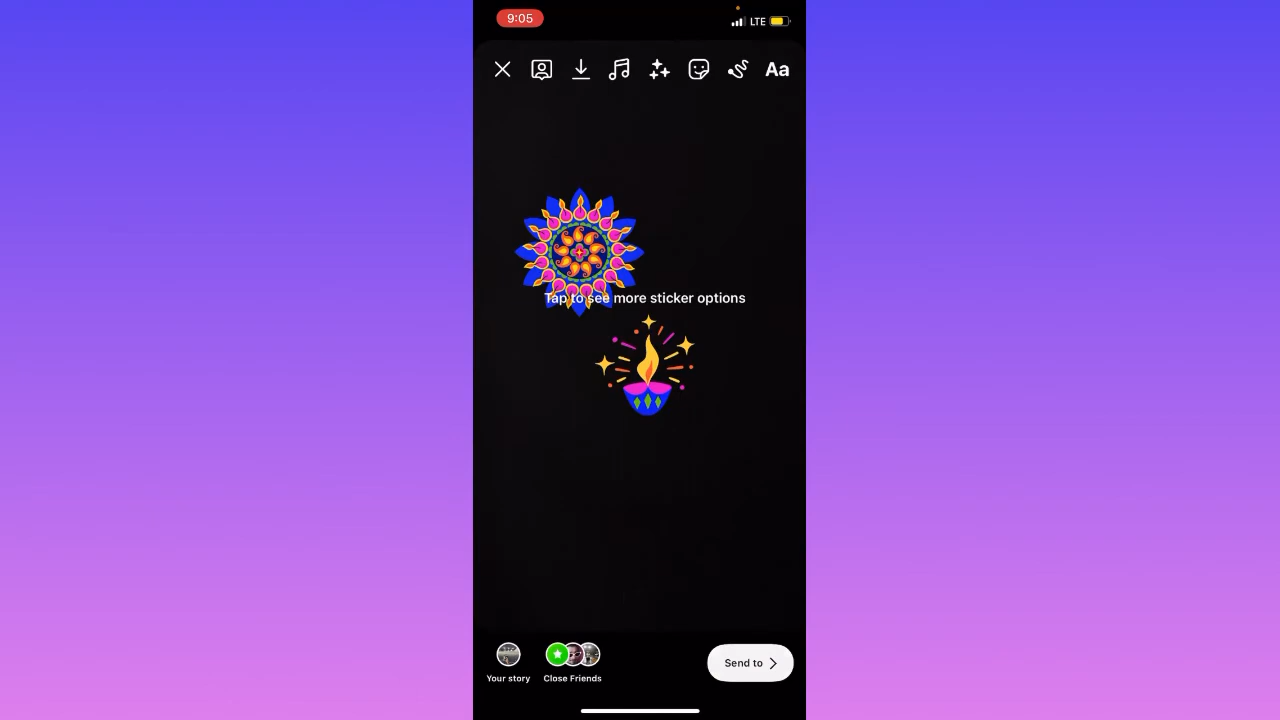 9:05
LTE
Aa
Tap to see more sticker options
Your story
Close Friends
Send to